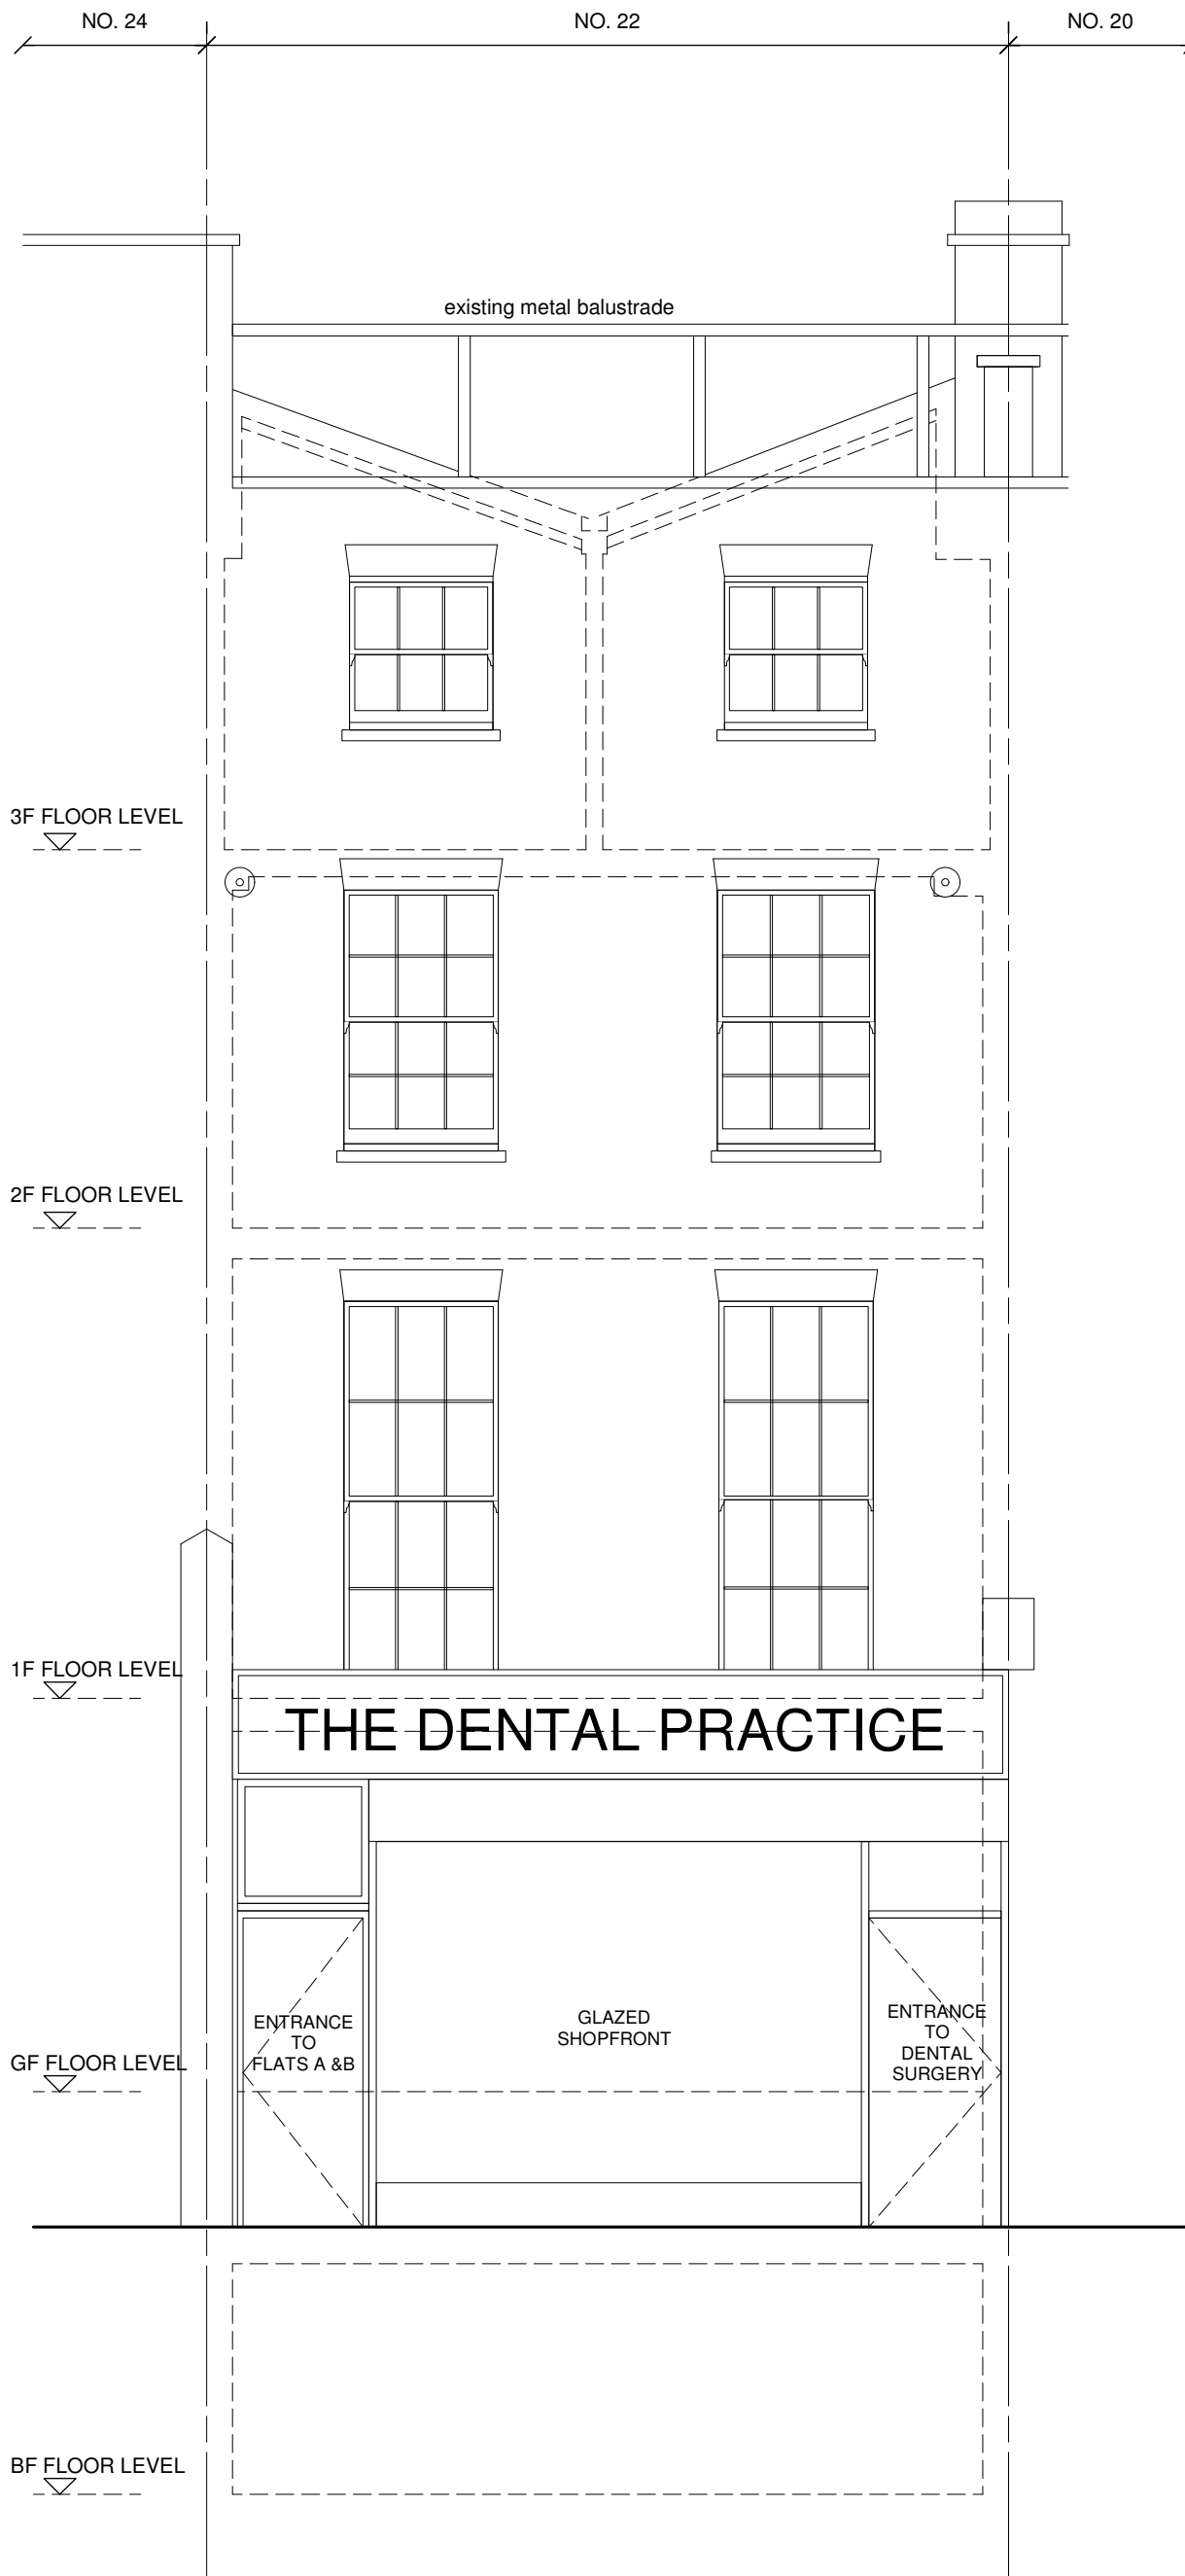 NO. 24
NO. 22
NO. 20
existing metal balustrade
3F FLOOR LEVEL
2F FLOOR LEVEL
1F FLOOR LEVEL
THE DENTAL PRACTICE
ENTRANCE
TO
FLATS A &B
GLAZED
SHOPFRONT
ENTRANCE
TO
DENTAL
SURGERY
GF FLOOR LEVEL
BF FLOOR LEVEL